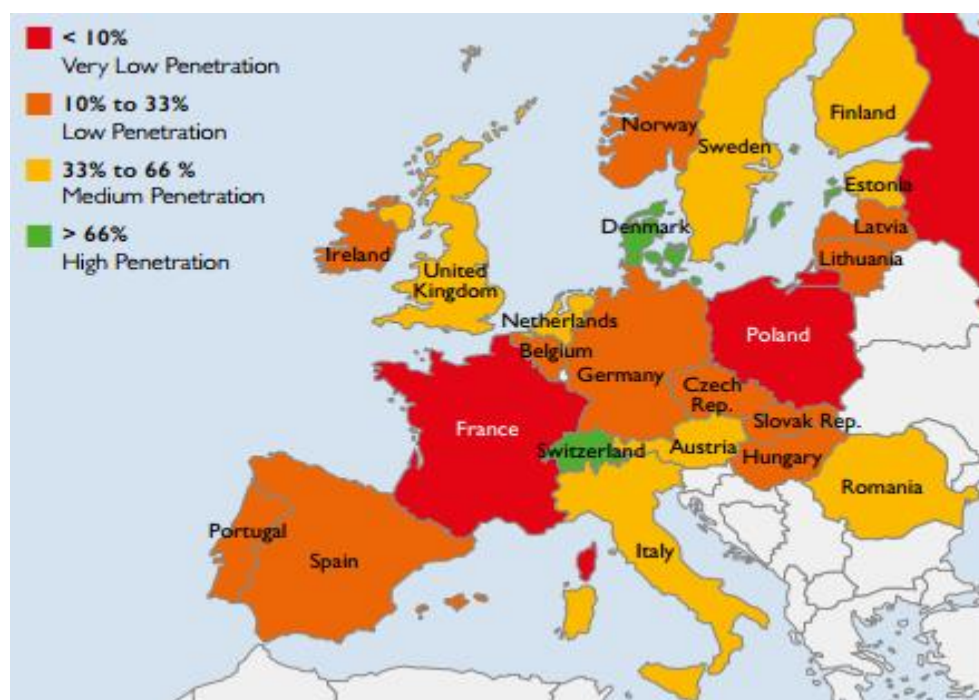 < 10%
Very Low Penetration
10% to 33%
Low Penetration
33% to 66 %
Medium Penetration
> 66%
High Penetration
Norway
Finland
Sweden
Estonia
Denmark
Latvia
Lithuania
Ireland
United
Kingdom
Netherlands
Belgium
Germany
Poland
Czech
Rep.
Slovak Rep.
France
Switzerland
Austria
Hungary
Romania
Portugal
Spain
Italy